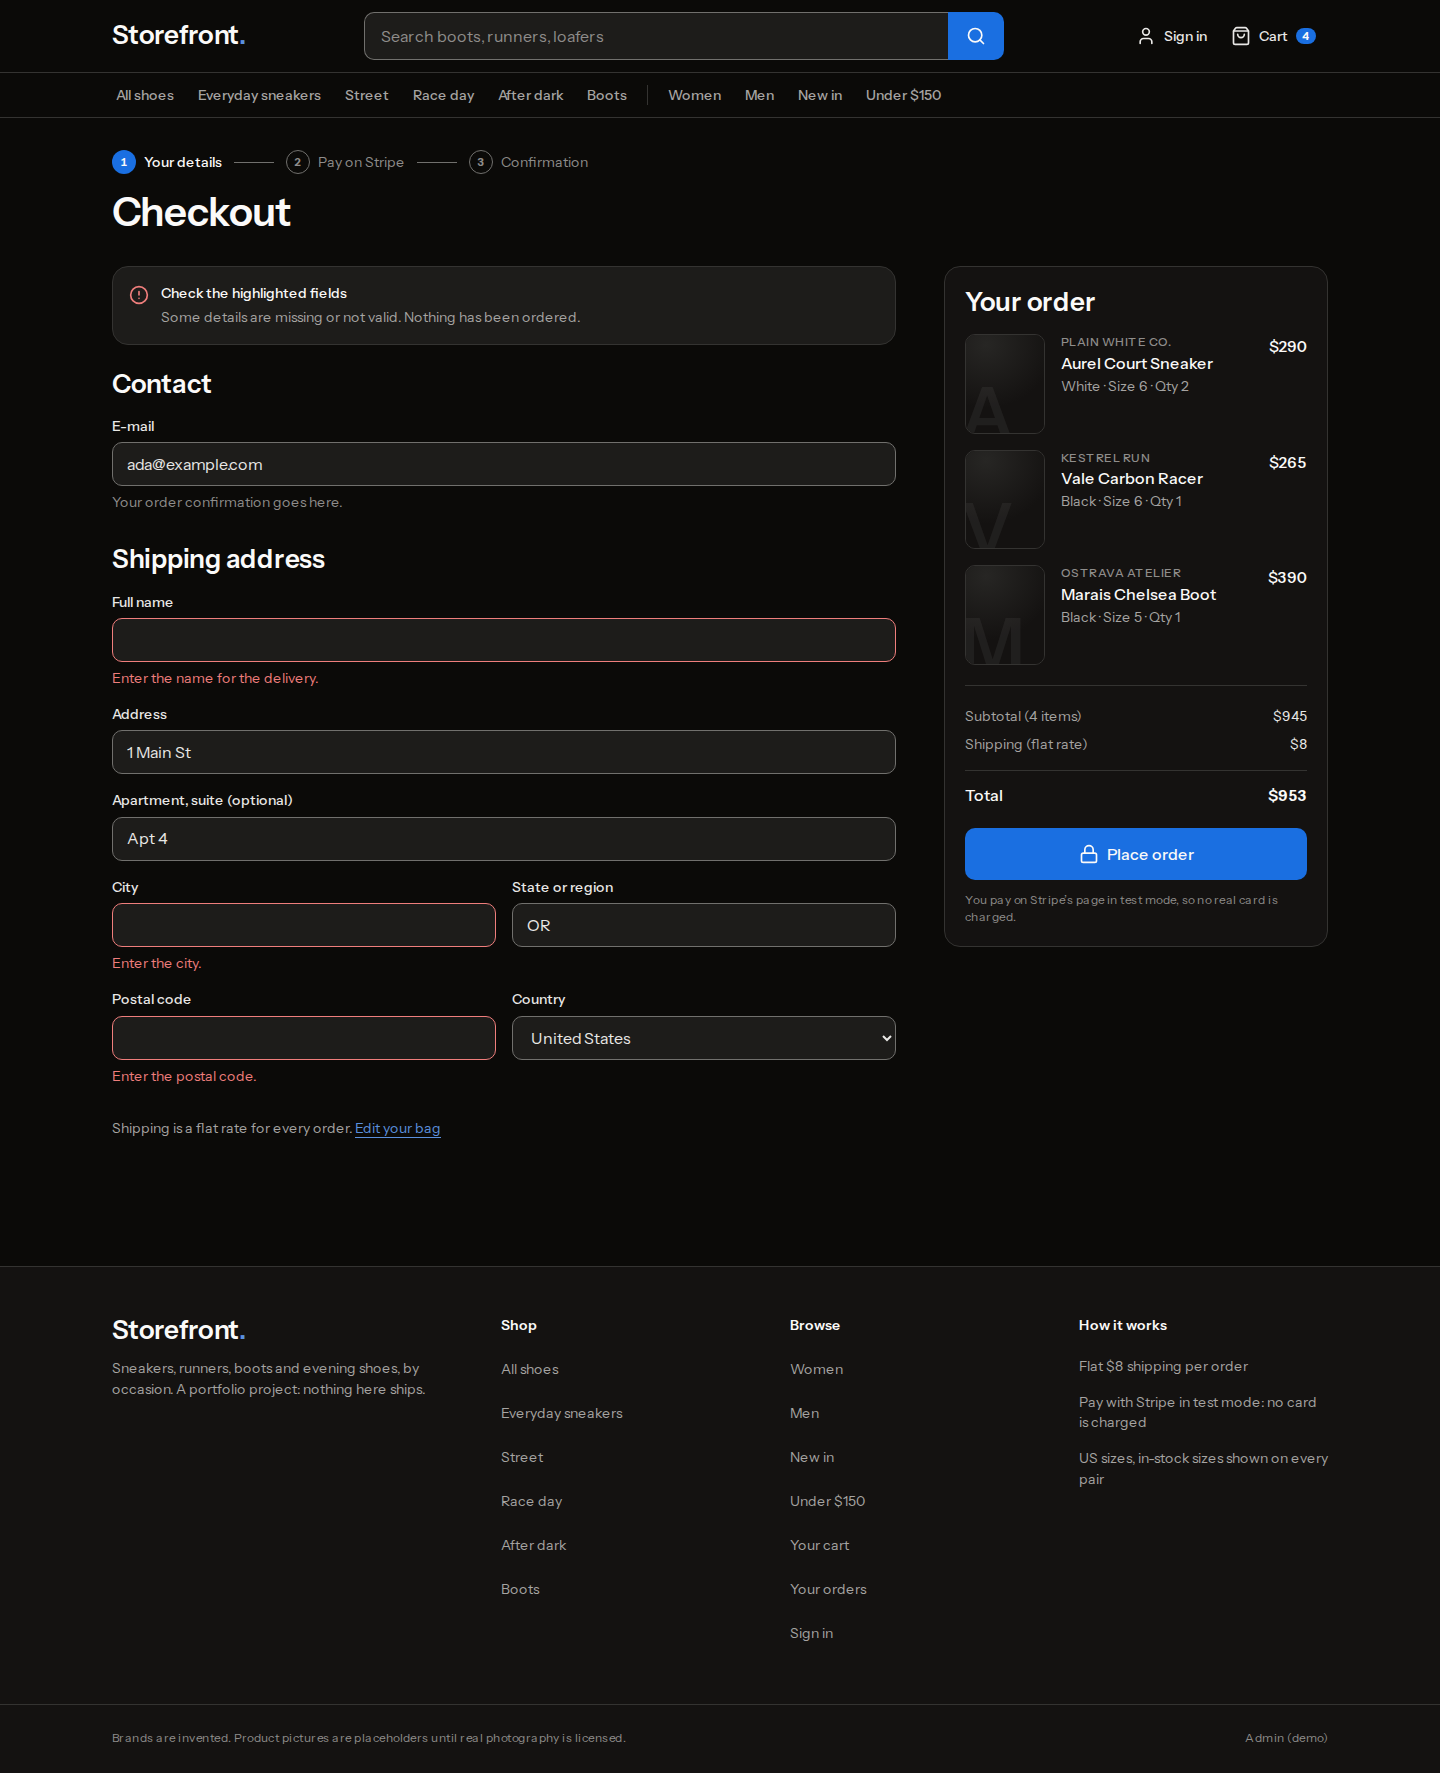 Storefront.
Search boots, runners, loafers
Sign in
Cart 4
All shoes
Everyday sneakers
Street
Race day
After dark
Boots
Women
Men
New in
Under $150
1 Your details
2 Pay on Stripe
3 Confirmation
Checkout
Check the highlighted fields
Some details are missing or not valid. Nothing has been ordered.
Contact
E-mail
ada@example.com
Your order confirmation goes here.
Shipping address
Full name
Enter the name for the delivery.
Address
1 Main St
Apartment, suite (optional)
Apt 4
City
Enter the city.
State or region
OR
Postal code
Enter the postal code.
Country
United States
Shipping is a flat rate for every order. Edit your bag
Your order
A
PLAIN WHITE CO.
Aurel Court Sneaker
White · Size 6 · Qty 2
$290
V
KESTREL RUN
Vale Carbon Racer
Black · Size 6 · Qty 1
$265
M
OSTRAVA ATELIER
Marais Chelsea Boot
Black · Size 5 · Qty 1
$390
Subtotal (4 items) $945
Shipping (flat rate) $8
Total $953
Place order
You pay on Stripe's page in test mode, so no real card is
charged.
Storefront.
Sneakers, runners, boots and evening shoes, by
occasion. A portfolio project: nothing here ships.
Shop
All shoes
Everyday sneakers
Street
Race day
After dark
Boots
Browse
Women
Men
New in
Under $150
Your cart
Your orders
Sign in
How it works
Flat $8 shipping per order
Pay with Stripe in test mode: no card
is charged
US sizes, in-stock sizes shown on every
pair
Brands are invented. Product pictures are placeholders until real photography is licensed.
Admin (demo)